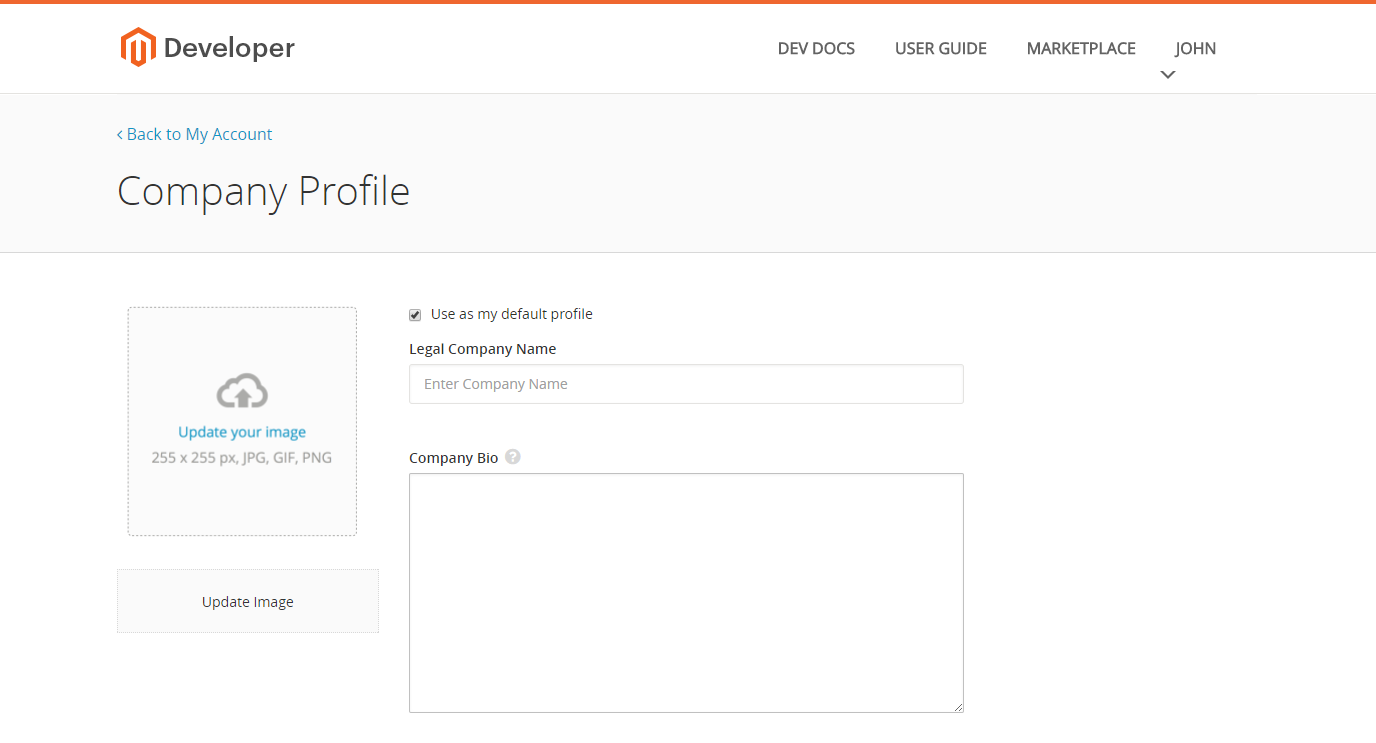 Developer
DEV DOCS USER GUIDE MARKETPLACE JOHN
Back to My Account
Company Profile
Use as my default profile
Legal Company Name
Enter Company Name
Update your image
255 x 255 px, JPG, GIF, PNG
Company Bio ?
Update Image